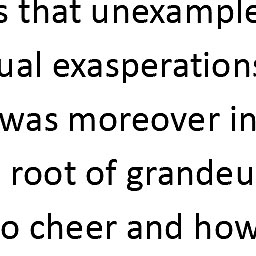 s that unexample
ual exasperations
was moreover in
root of grandeu
o cheer and how